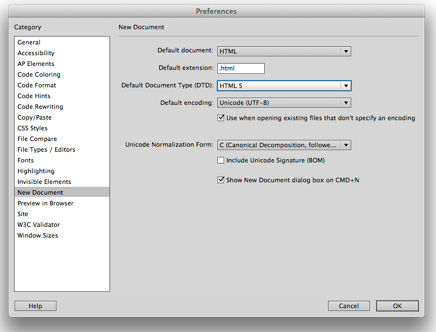 Preferences
Category
New Document
General
Accessibility
AP Elements
Code Coloring
Code Format
Code Hints
Code Rewriting
Copy/Paste
CSS Styles
File Compare
File Types / Editors
Fonts
Highlighting
Invisible Elements
New Document
Preview in Browser
Site
W3C Validator
Window Sizes
Default document: HTML
Default extension: .html
Default Document Type (DTD): HTML 5
Default encoding: Unicode (UTF-8)
Use when opening existing files that don't specify an encoding
Unicode Normalization Form: C (Canonical Decomposition, followe...
Include Unicode Signature (BOM)
Show New Document dialog box on CMD+N
Help
Cancel
OK